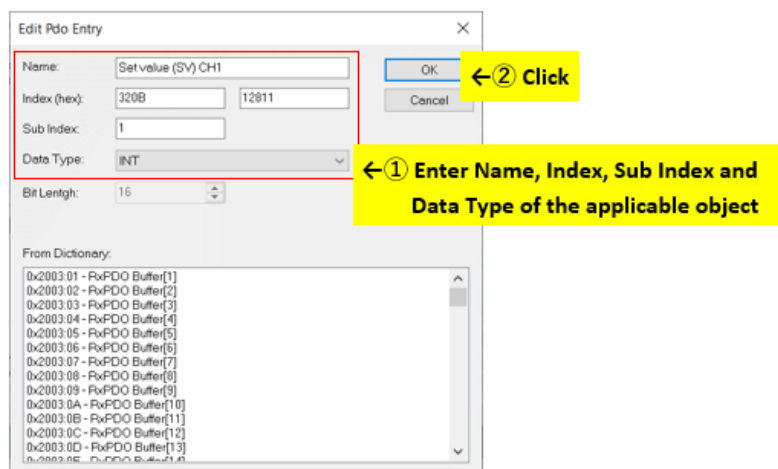 Edit Pdo Entry
Name: Set value (SV) CH1
OK
←② Click
Index (hex): 320B 12811
Cancel
Sub Index: 1
Data Type: INT
←① Enter Name, Index, Sub Index and
Data Type of the applicable object
Bit Lentgh: 16
From Dictionary:
0x2003:01 - RxPDO Buffer[1]
0x2003:02 - RxPDO Buffer[2]
0x2003:03 - RxPDO Buffer[3]
0x2003:04 - RxPDO Buffer[4]
0x2003:05 - RxPDO Buffer[5]
0x2003:06 - RxPDO Buffer[6]
0x2003:07 - RxPDO Buffer[7]
0x2003:08 - RxPDO Buffer[8]
0x2003:09 - RxPDO Buffer[9]
0x2003:0A - RxPDO Buffer[10]
0x2003:0B - RxPDO Buffer[11]
0x2003:0C - RxPDO Buffer[12]
0x2003:0D - RxPDO Buffer[13]